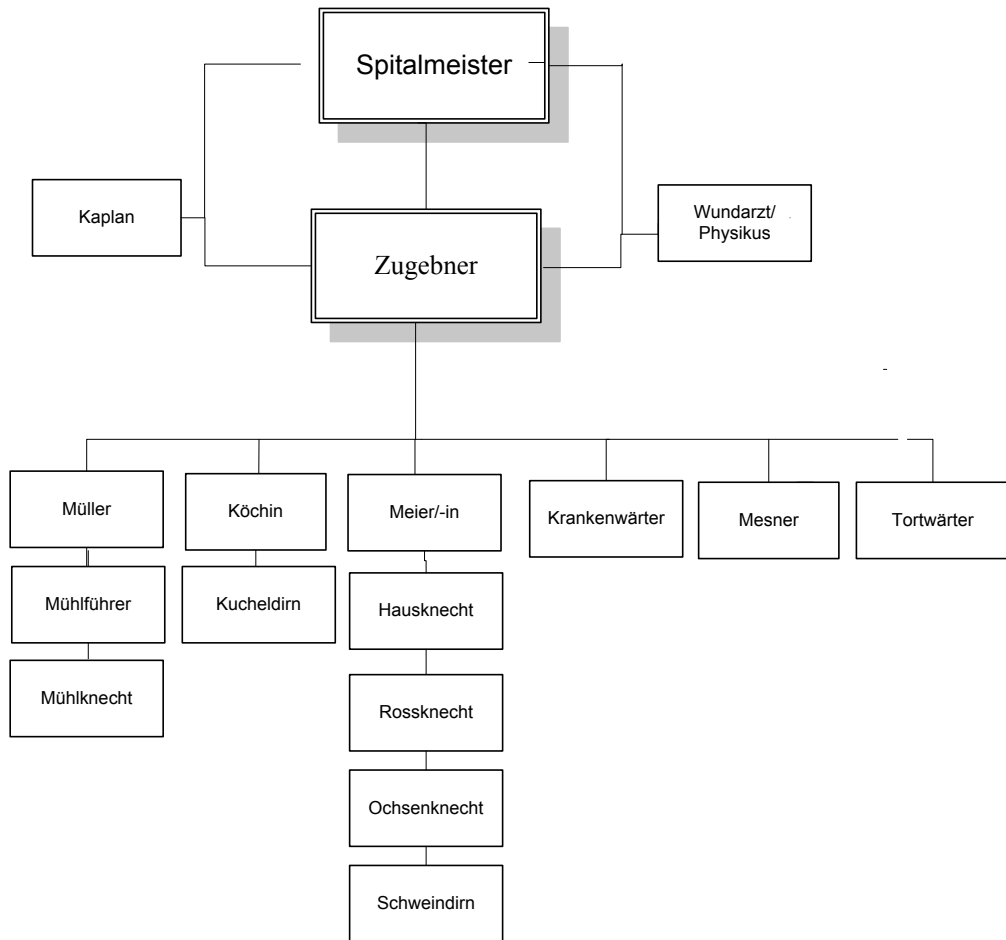 Spitalmeister
Kaplan
Wundarzt/
Physikus
Zugebner
Müller
Köchin
Meier/-in
Krankenwärter
Mesner
Tortwärter
Mühlführer
Kucheldirn
Hausknecht
Mühlknecht
Rossknecht
Ochsenknecht
Schweindirn